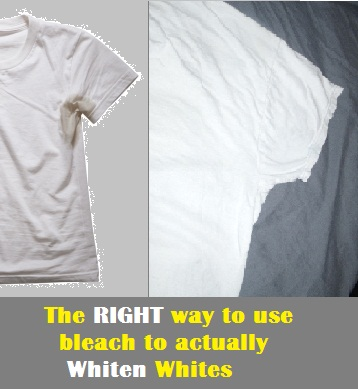 The RIGHT way to use
bleach to actually
Whiten Whites